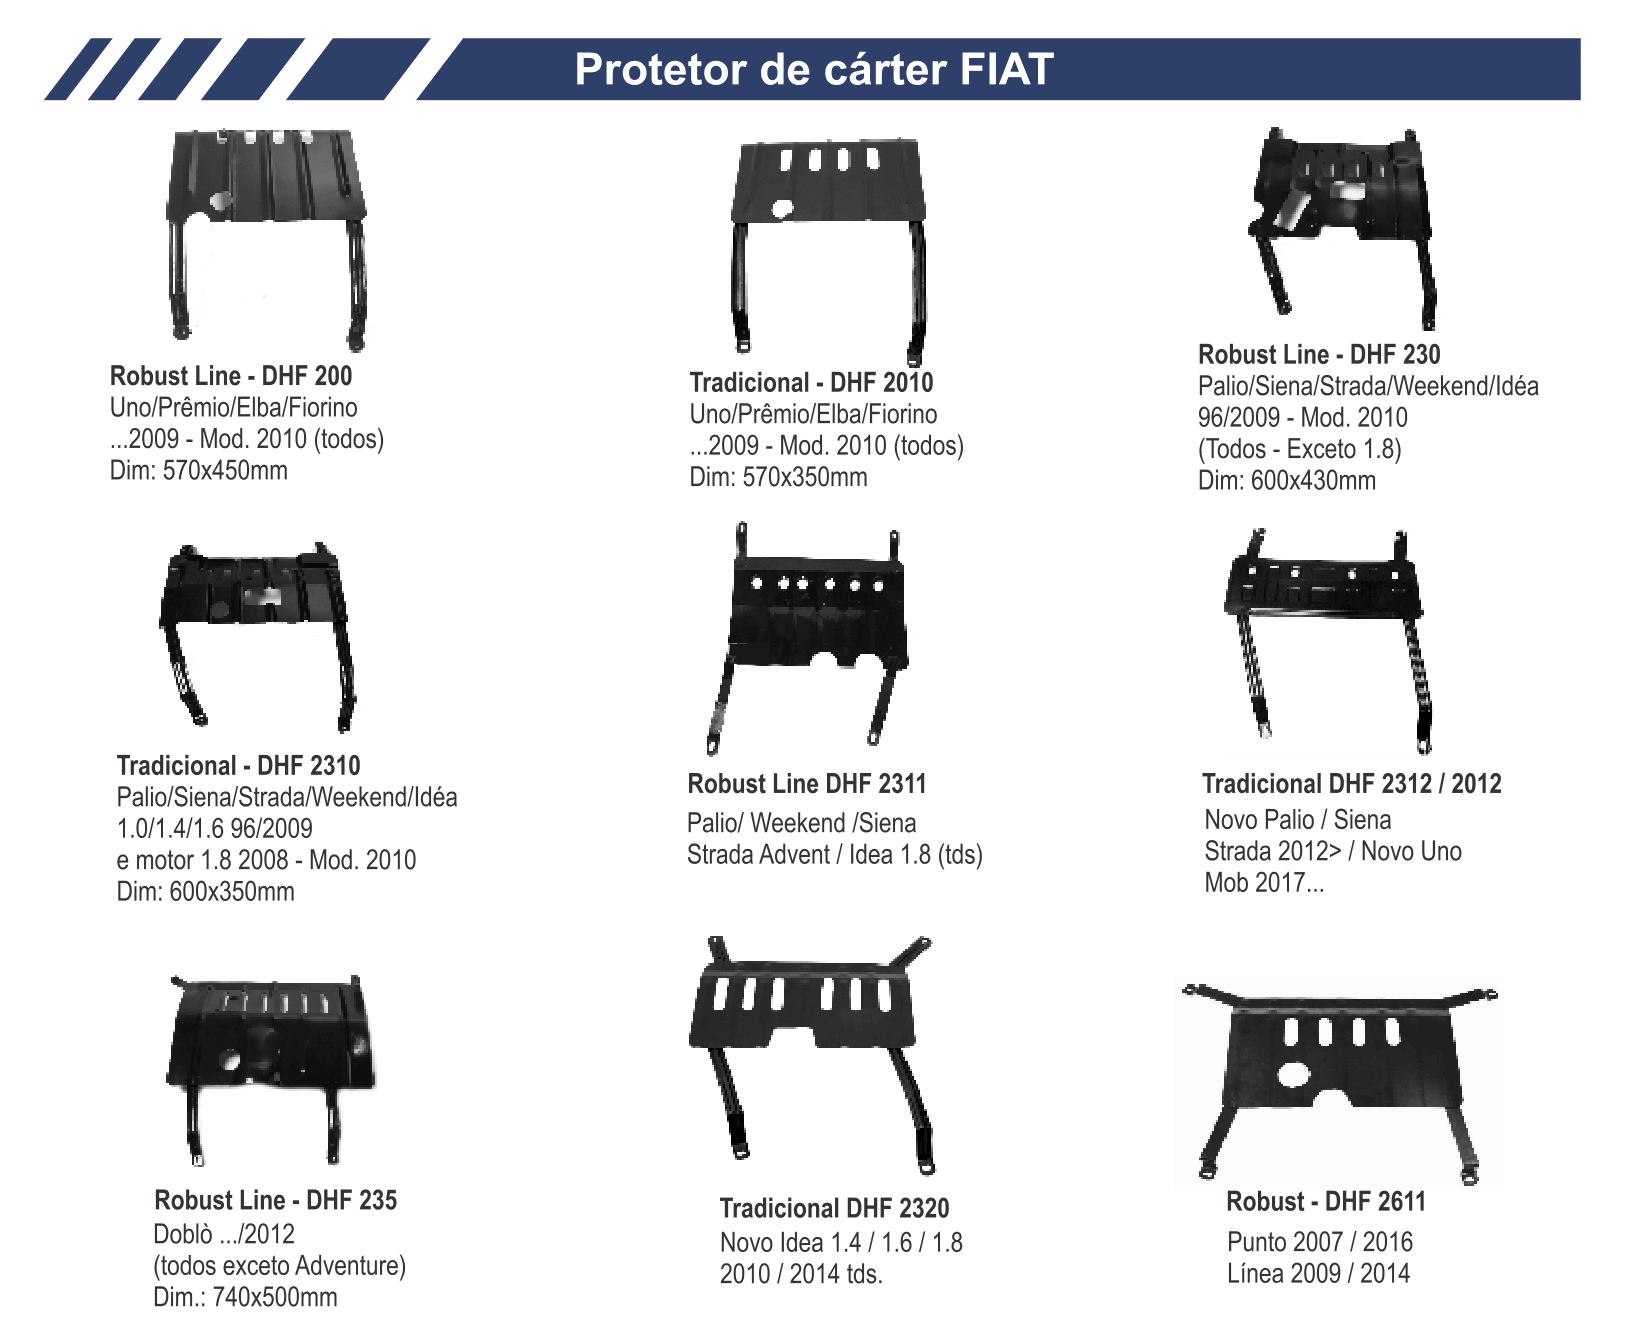 Protetor de cárter FIAT
Robust Line - DHF 200
Uno/Prêmio/Elba/Fiorino
...2009 - Mod. 2010 (todos)
Dim: 570x450mm
Tradicional - DHF 2010
Uno/Prêmio/Elba/Fiorino
...2009 - Mod. 2010 (todos)
Dim: 570x350mm
Robust Line - DHF 230
Palio/Siena/Strada/Weekend/Idéa
96/2009 - Mod. 2010
(Todos - Exceto 1.8)
Dim: 600x430mm
Tradicional - DHF 2310
Palio/Siena/Strada/Weekend/Idéa
1.0/1.4/1.6 96/2009
e motor 1.8 2008 - Mod. 2010
Dim: 600x350mm
Robust Line DHF 2311
Palio/ Weekend /Siena
Strada Advent / Idea 1.8 (tds)
Tradicional DHF 2312 / 2012
Novo Palio / Siena
Strada 2012> / Novo Uno
Mob 2017...
Robust Line - DHF 235
Doblò .../2012
(todos exceto Adventure)
Dim.: 740x500mm
Tradicional DHF 2320
Novo Idea 1.4 / 1.6 / 1.8
2010 / 2014 tds.
Robust - DHF 2611
Punto 2007 / 2016
Línea 2009 / 2014